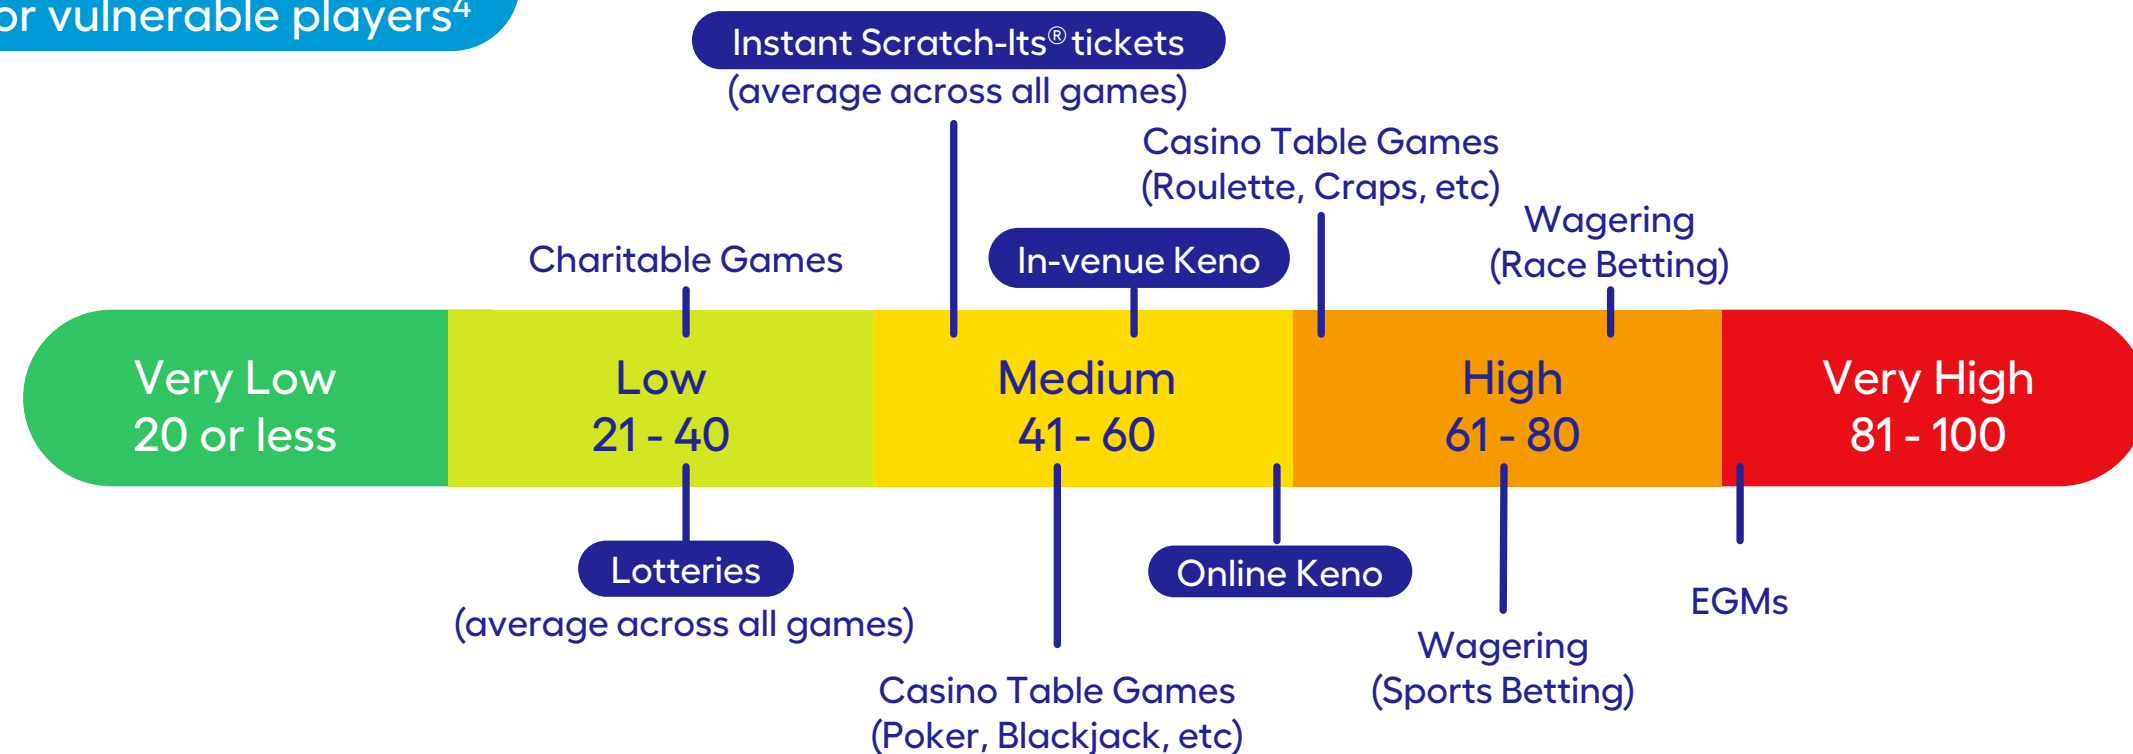 or vulnerable players⁴
Instant Scratch-Its® tickets
(average across all games)
Casino Table Games
(Roulette, Craps, etc)
Wagering
(Race Betting)
Charitable Games
In-venue Keno
Very Low
20 or less
Low
21 - 40
Medium
41 - 60
High
61 - 80
Very High
81 - 100
Lotteries
(average across all games)
Online Keno
EGMs
Wagering
(Sports Betting)
Casino Table Games
(Poker, Blackjack, etc)